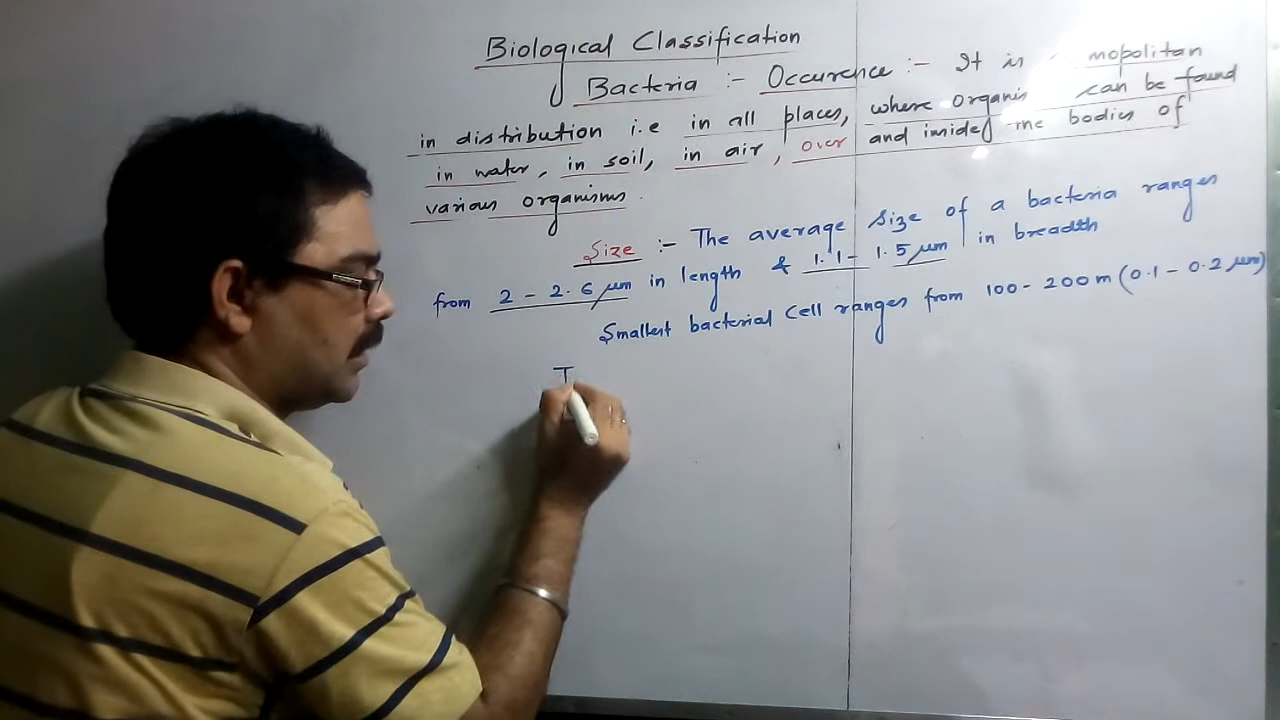 Biological Classification
Bacteria :- Occurence :- It is mopolitan
in distribution i.e in all places, where organis can be found
in water, in soil, in air, over and inside the bodies of
various organisms.
Size :- The average size of a bacteria ranges
from 2 - 2.6 μm in length & 1.1 - 1.5 μm in breadth
Smallest bacterial cell ranges from 100 - 200 m (0.1 - 0.2 μm)
T